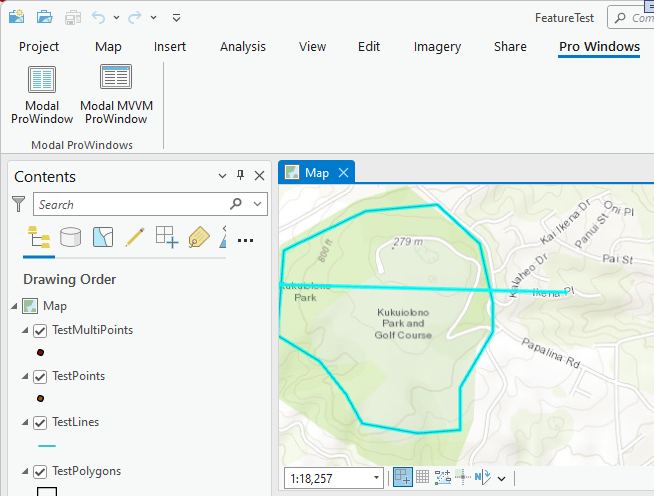 FeatureTest
Com
Project Map Insert Analysis View Edit Imagery Share Pro Windows
Modal ProWindow
Modal MVVM ProWindow
Modal ProWindows
Contents
Search
Drawing Order
Map
TestMultiPoints
TestPoints
TestLines
TestPolygons
Map
800 ft
279 m
Kukuiolono
Park
Kukuiolono
Park and
Golf Course
Kai Ikena Dr
Oni Pl
Panui St
Pai St
Kalaheo Dr
Ikena Pl
Papalina Rd
1:18,257
N